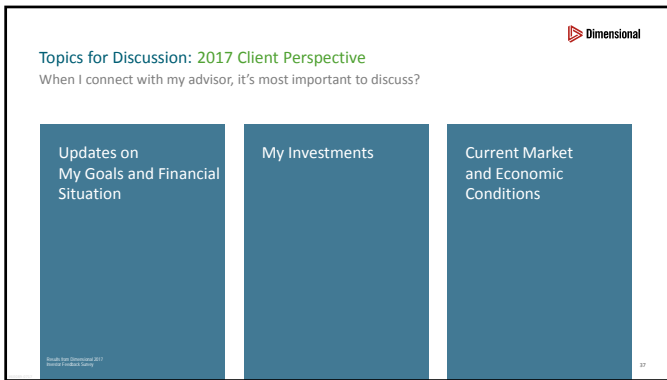 Dimensional
Topics for Discussion: 2017 Client Perspective
When I connect with my advisor, it's most important to discuss?
Updates on
My Goals and Financial
Situation
My Investments
Current Market
and Economic
Conditions
Results from Dimensional 2017
Investor Feedback Survey
37